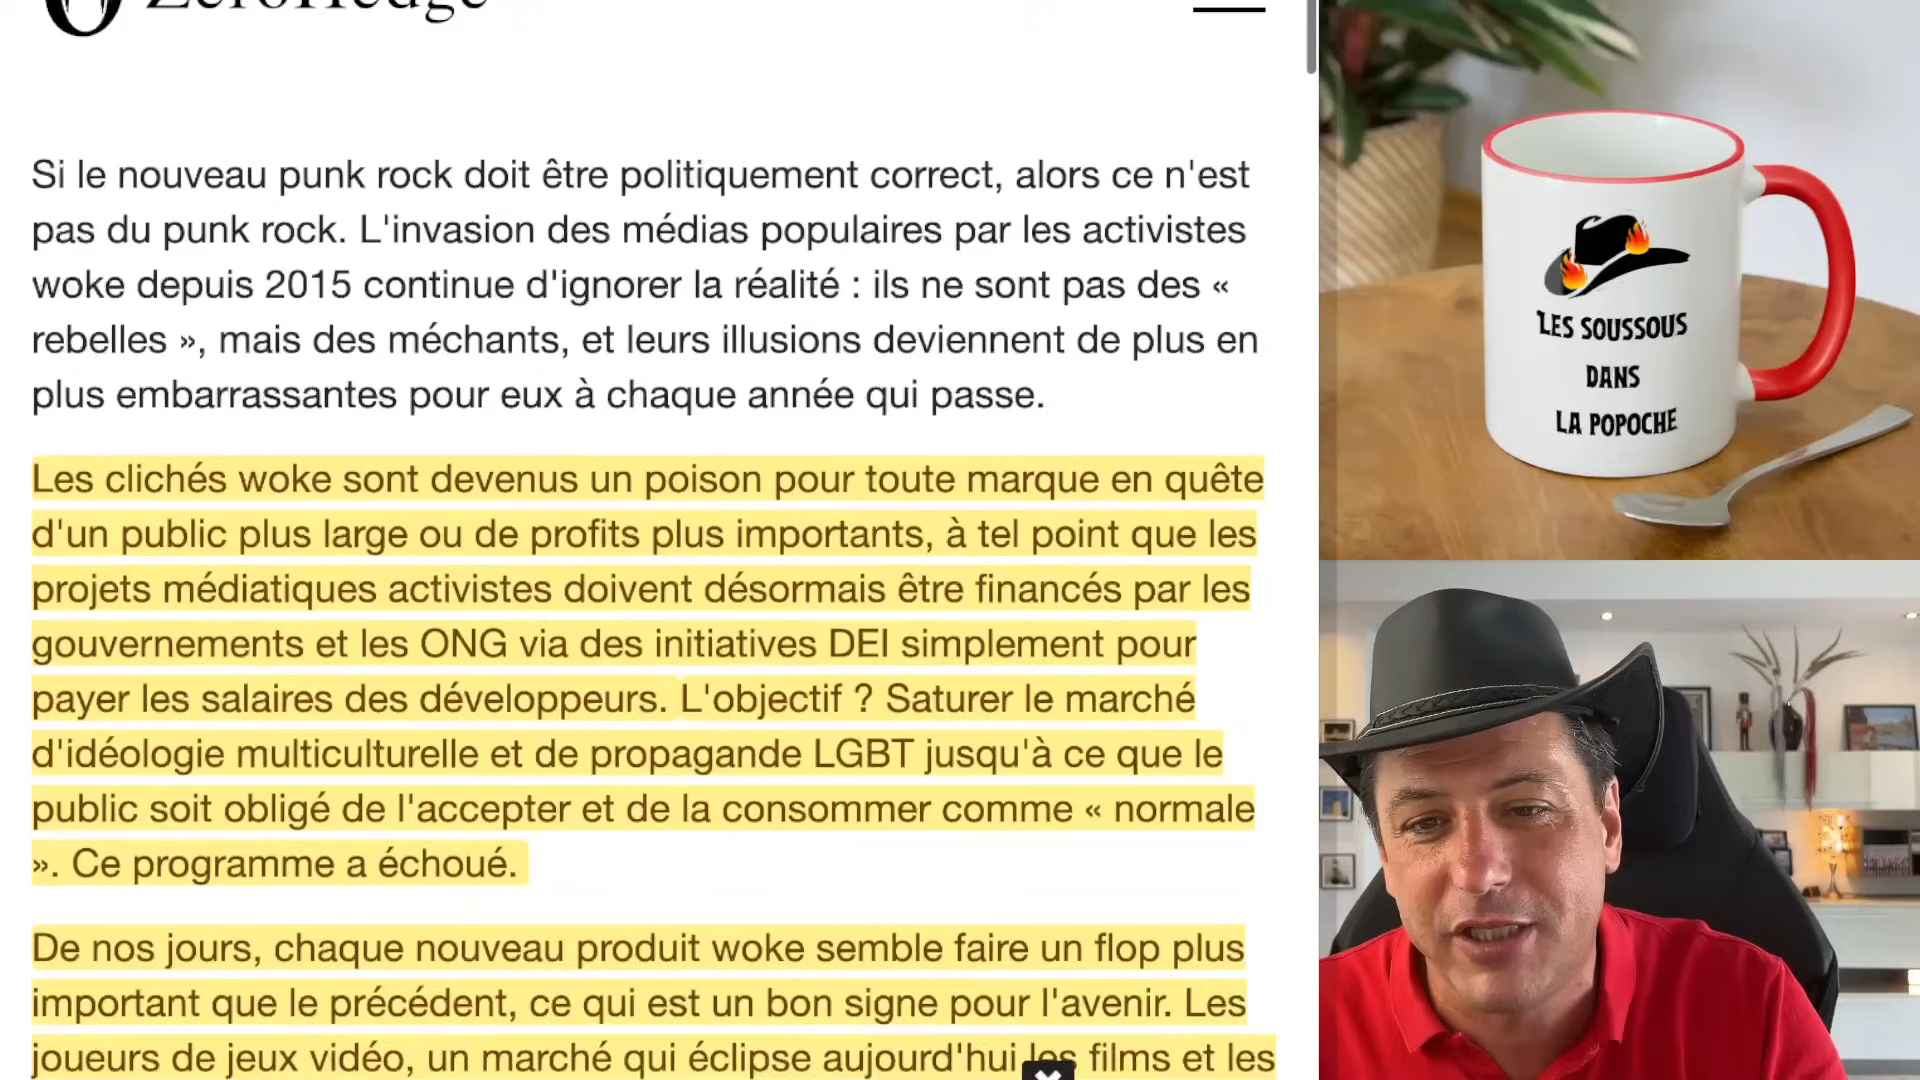 ZeroHedge
Si le nouveau punk rock doit être politiquement correct, alors ce n'est
pas du punk rock. L'invasion des médias populaires par les activistes
woke depuis 2015 continue d'ignorer la réalité : ils ne sont pas des «
rebelles », mais des méchants, et leurs illusions deviennent de plus en
plus embarrassantes pour eux à chaque année qui passe.
Les clichés woke sont devenus un poison pour toute marque en quête
d'un public plus large ou de profits plus importants, à tel point que les
projets médiatiques activistes doivent désormais être financés par les
gouvernements et les ONG via des initiatives DEI simplement pour
payer les salaires des développeurs. L'objectif ? Saturer le marché
d'idéologie multiculturelle et de propagande LGBT jusqu'à ce que le
public soit obligé de l'accepter et de la consommer comme « normale
». Ce programme a échoué.
De nos jours, chaque nouveau produit woke semble faire un flop plus
important que le précédent, ce qui est un bon signe pour l'avenir. Les
joueurs de jeux vidéo, un marché qui éclipse aujourd'hui les films et les
LES SOUSSOUS
DANS
LA POPOCHE